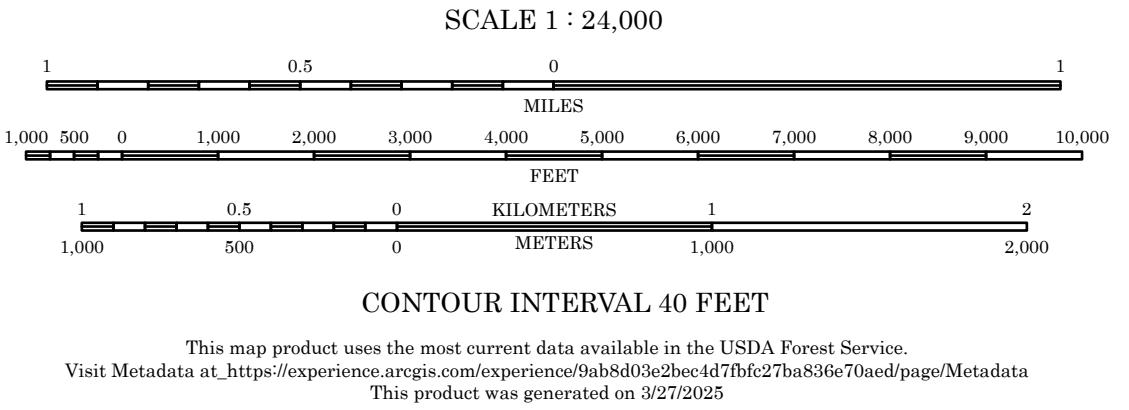 SCALE 1 : 24,000
1 0.5 0 1
MILES
1,000 500 0 1,000 2,000 3,000 4,000 5,000 6,000 7,000 8,000 9,000 10,000
FEET
1 0.5 0 KILOMETERS 1 2
1,000 500 0 METERS 1,000 2,000
CONTOUR INTERVAL 40 FEET
This map product uses the most current data available in the USDA Forest Service.
Visit Metadata at_https://experience.arcgis.com/experience/9ab8d03e2bec4d7fbfc27ba836e70aed/page/Metadata
This product was generated on 3/27/2025